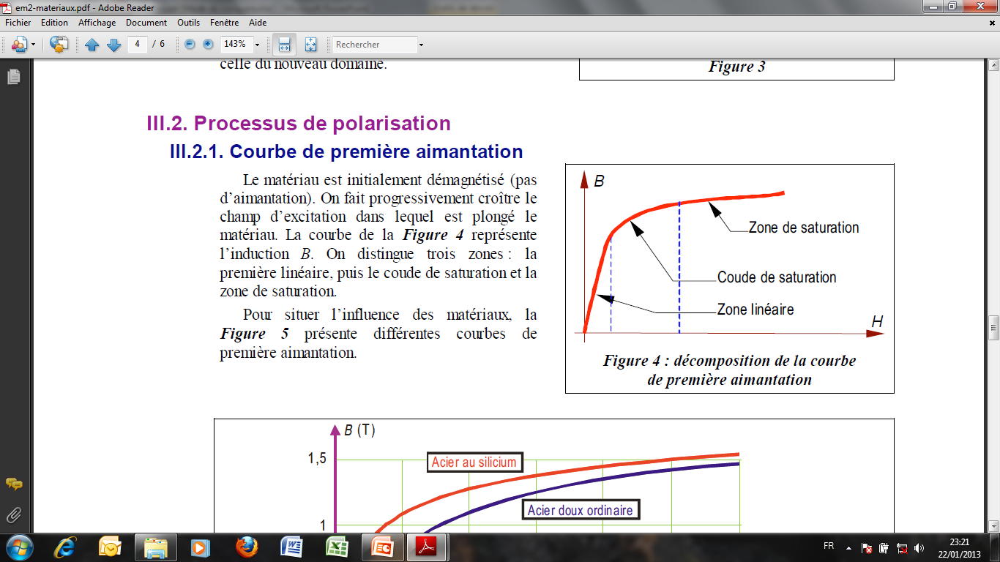 em2-materiaux.pdf - Adobe Reader
Fichier Edition Affichage Document Outils Fenêtre Aide
4 / 6 143% Rechercher
celle du nouveau domaine.
Figure 3
III.2. Processus de polarisation
III.2.1. Courbe de première aimantation
Le matériau est initialement démagnétisé (pas
d’aimantation). On fait progressivement croître le
champ d’excitation dans lequel est plongé le
matériau. La courbe de la Figure 4 représente
l’induction B. On distingue trois zones : la
première linéaire, puis le coude de saturation et la
zone de saturation.
Pour situer l’influence des matériaux, la
Figure 5 présente différentes courbes de
première aimantation.
B
Zone de saturation
Coude de saturation
Zone linéaire
H
Figure 4 : décomposition de la courbe
de première aimantation
B (T)
1,5
Acier au silicium
Acier doux ordinaire
1
FR
23:21
22/01/2013